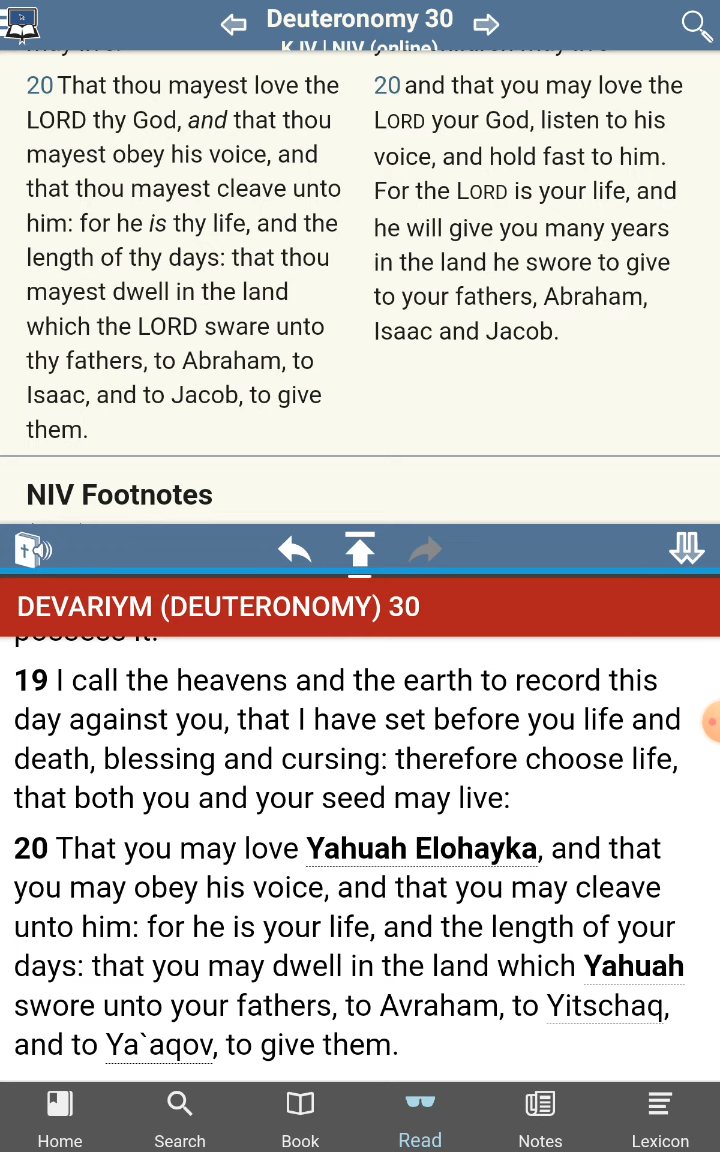 Deuteronomy 30
KJV | NIV (online)
20 That thou mayest love the
LORD thy God, and that thou
mayest obey his voice, and
that thou mayest cleave unto
him: for he is thy life, and the
length of thy days: that thou
mayest dwell in the land
which the LORD sware unto
thy fathers, to Abraham, to
Isaac, and to Jacob, to give
them.
20 and that you may love the
LORD your God, listen to his
voice, and hold fast to him.
For the LORD is your life, and
he will give you many years
in the land he swore to give
to your fathers, Abraham,
Isaac and Jacob.
NIV Footnotes
DEVARIYM (DEUTERONOMY) 30
possess it.
19 I call the heavens and the earth to record this
day against you, that I have set before you life and
death, blessing and cursing: therefore choose life,
that both you and your seed may live:
20 That you may love Yahuah Elohayka, and that
you may obey his voice, and that you may cleave
unto him: for he is your life, and the length of your
days: that you may dwell in the land which Yahuah
swore unto your fathers, to Avraham, to Yitschaq,
and to Ya`aqov, to give them.
Home
Search
Book
Read
Notes
Lexicon